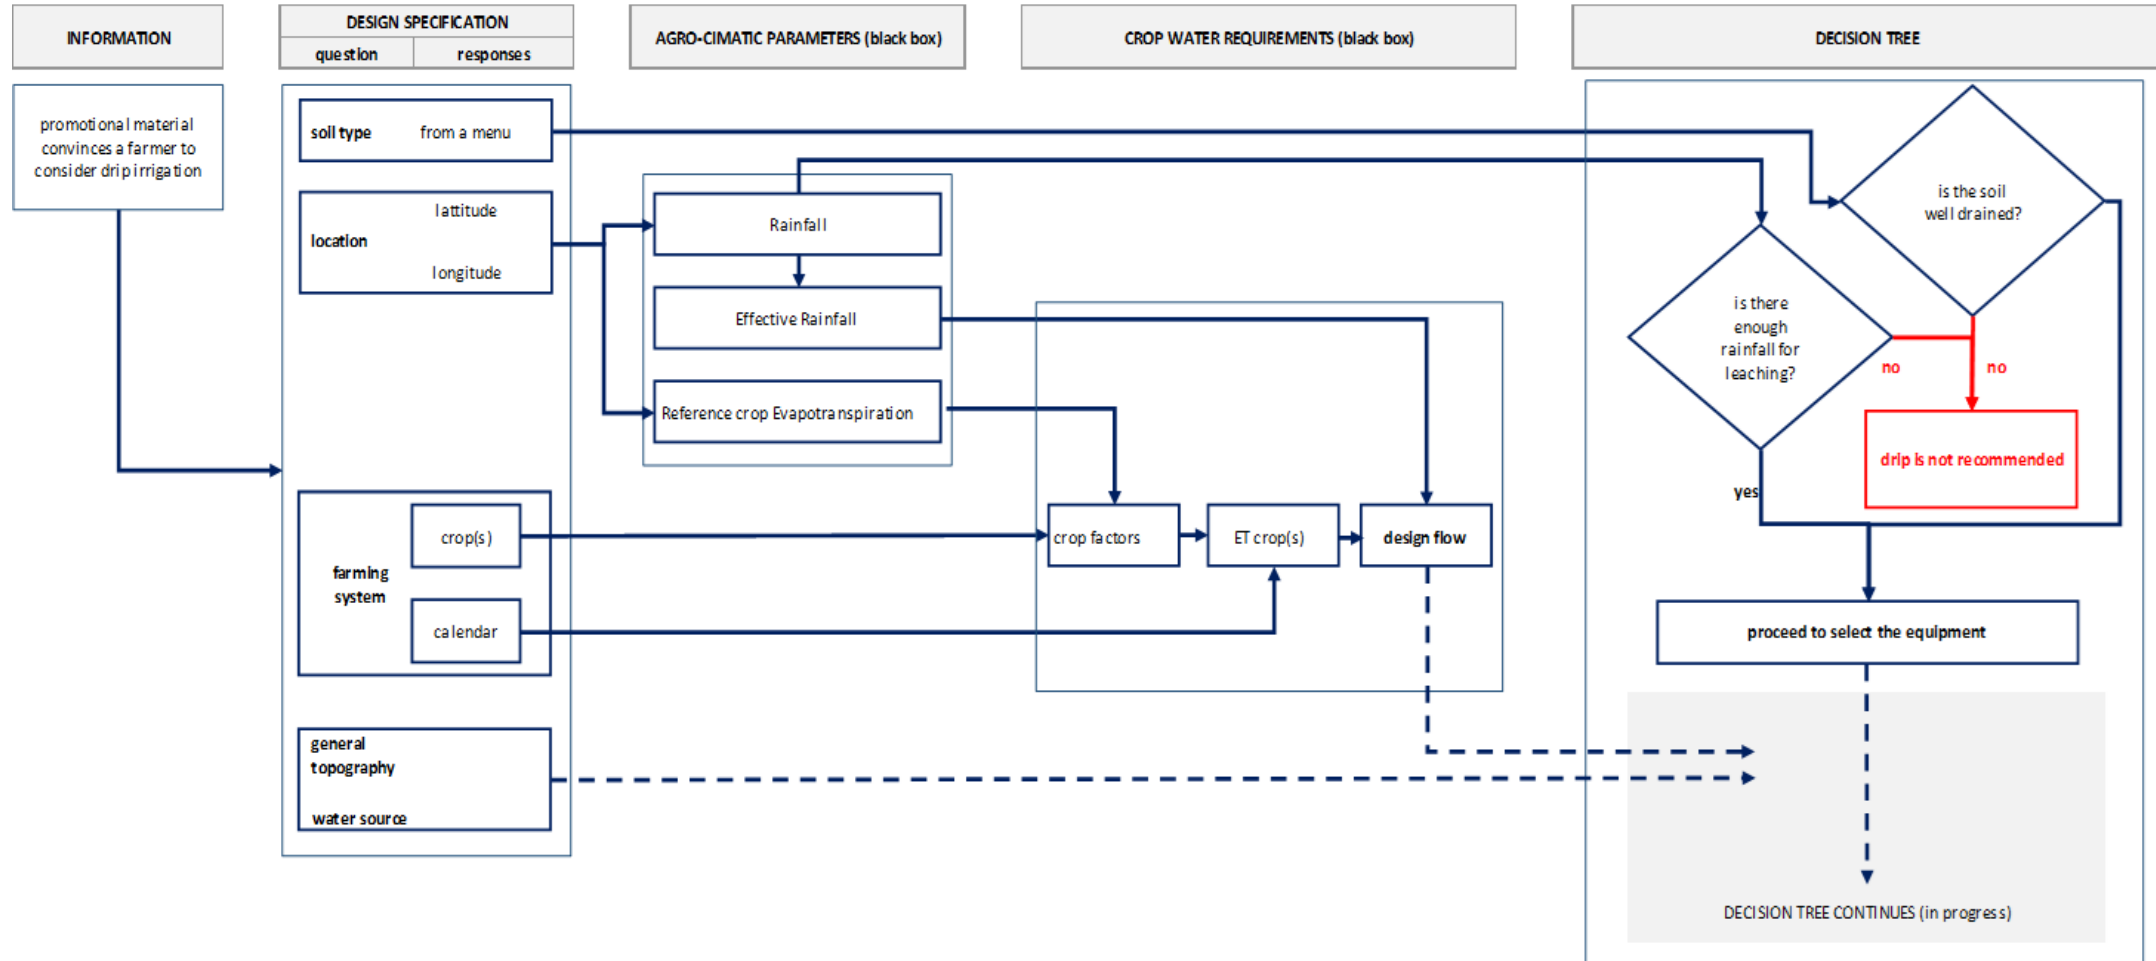 INFORMATION
DESIGN SPECIFICATION
question
responses
AGRO-CIMATIC PARAMETERS (black box)
CROP WATER REQUIREMENTS (black box)
DECISION TREE
promotional material
convinces a farmer to
consider drip irrigation
soil type
from a menu
location
lattitude
longitude
farming
system
crop(s)
calendar
general
topography
water source
Rainfall
Effective Rainfall
Reference crop Evapotranspiration
crop factors
ET crop(s)
design flow
is the soil
well drained?
is there
enough
rainfall for
leaching?
no
no
drip is not recommended
yes
proceed to select the equipment
DECISION TREE CONTINUES (in progress)